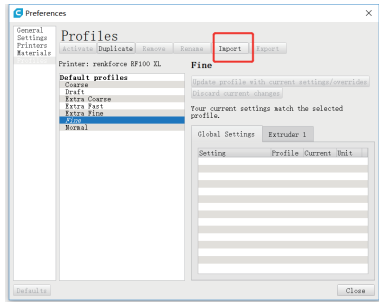 Preferences
General
Settings
Printers
Materials
Profiles
Activate Duplicate Remove Rename Import Export
Printer: renkforce RF100 XL
Default profiles
Coarse
Draft
Extra Coarse
Extra Fast
Extra Fine
Fine
Normal
Fine
Update profile with current settings/overrides
Discard current changes
Your current settings match the selected
profile.
Global Settings Extruder 1
Setting Profile Current Unit
Defaults Close